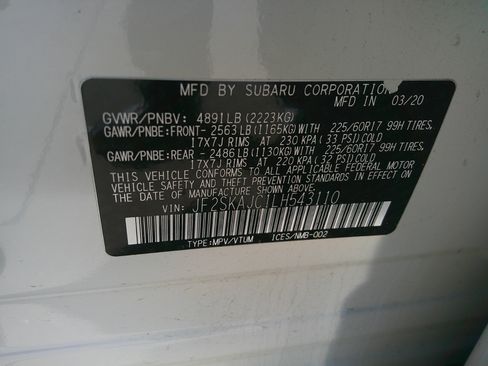 MFD BY SUBARU CORPORATION
MFD IN 03/20
GVWR/PNBV: 4891LB(2223KG)
GAWR/PNBE:FRONT- 2563LB(1165KG)WITH 225/60R17 99H TIRES,
17X7J RIMS AT 230 KPA(33 PSI)COLD
GAWR/PNBE:REAR - 2486LB(1130KG)WITH 225/60R17 99H TIRES,
17X7J RIMS AT 220 KPA(32 PSI)COLD
THIS VEHICLE CONFORMS TO ALL APPLICABLE FEDERAL MOTOR
VEHICLE SAFETY AND THEFT PREVENTION STANDARDS IN EFFECT ON
THE DATE OF MANUFACTURE SHOWN ABOVE.
VIN: JF2SKAJC1LH543110
TYPE:MPV/VTUM ICES/NMB-002